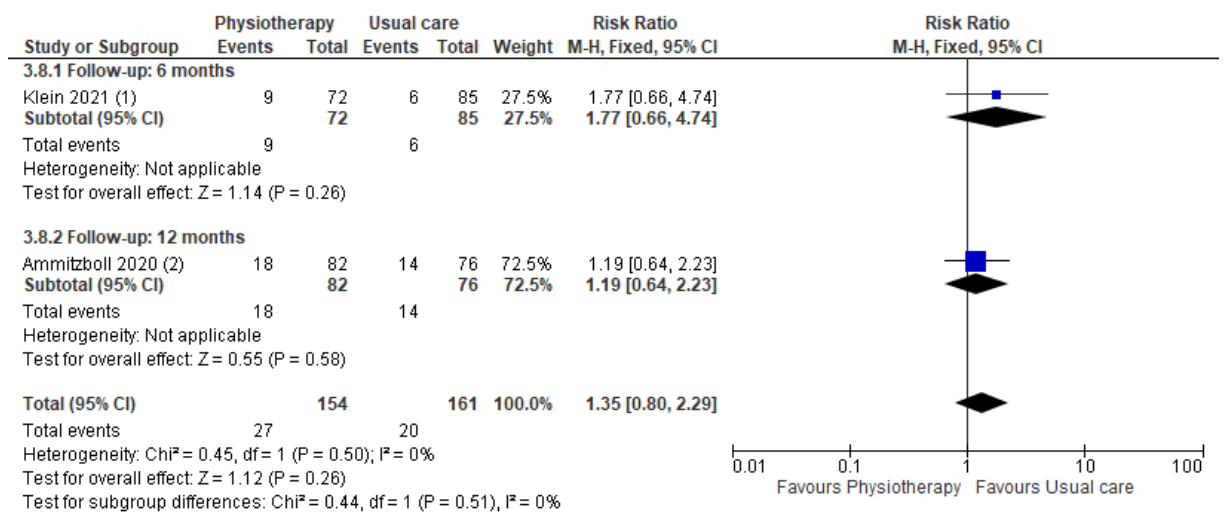 Physiotherapy Usual care Risk Ratio Risk Ratio
Study or Subgroup Events Total Events Total Weight M-H, Fixed, 95% CI M-H, Fixed, 95% CI
3.8.1 Follow-up: 6 months
Klein 2021 (1) 9 72 6 85 27.5% 1.77 [0.66, 4.74]
Subtotal (95% CI) 72 85 27.5% 1.77 [0.66, 4.74]
Total events 9 6
Heterogeneity: Not applicable
Test for overall effect: Z = 1.14 (P = 0.26)
3.8.2 Follow-up: 12 months
Ammitzboll 2020 (2) 18 82 14 76 72.5% 1.19 [0.64, 2.23]
Subtotal (95% CI) 82 76 72.5% 1.19 [0.64, 2.23]
Total events 18 14
Heterogeneity: Not applicable
Test for overall effect: Z = 0.55 (P = 0.58)
Total (95% CI) 154 161 100.0% 1.35 [0.80, 2.29]
Total events 27 20
Heterogeneity: Chi² = 0.45, df = 1 (P = 0.50); I² = 0%
Test for overall effect: Z = 1.12 (P = 0.26)
Test for subgroup differences: Chi² = 0.44, df = 1 (P = 0.51), I² = 0%
0.01 0.1 1 10 100
Favours Physiotherapy Favours Usual care